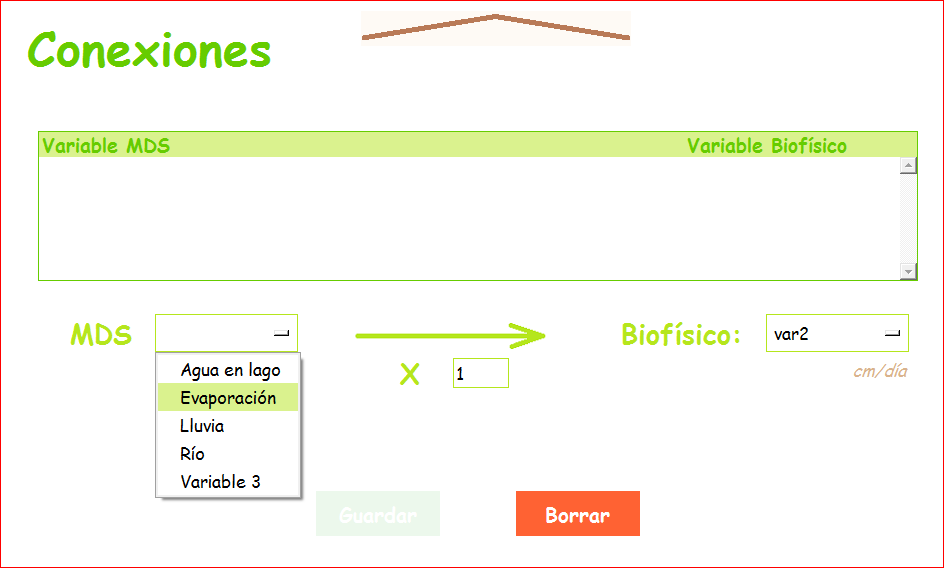 Conexiones
Variable MDS Variable Biofísico
MDS Biofísico: var2
X 1 cm/día
Agua en lago
Evaporación
Lluvia
Río
Variable 3
Guardar Borrar